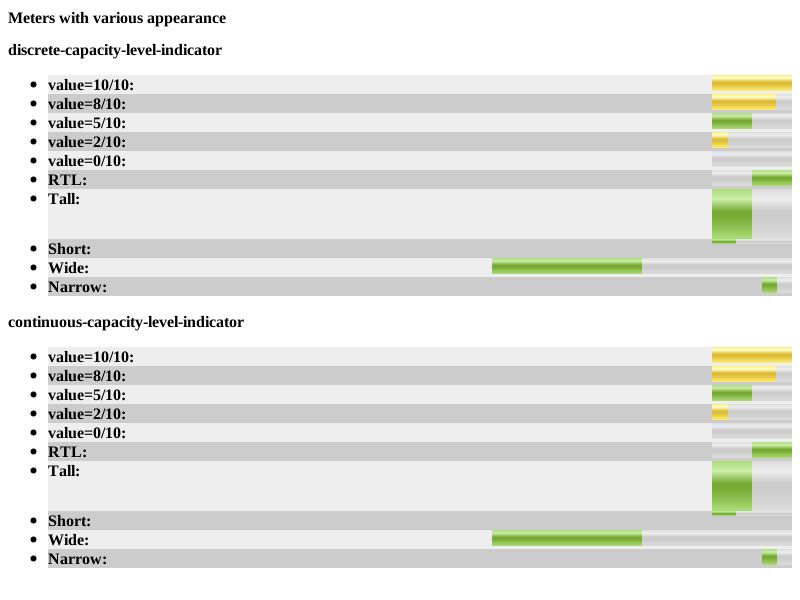 Meters with various appearance
discrete-capacity-level-indicator
value=10/10:
value=8/10:
value=5/10:
value=2/10:
value=0/10:
RTL:
Tall:
Short:
Wide:
Narrow:
continuous-capacity-level-indicator
value=10/10:
value=8/10:
value=5/10:
value=2/10:
value=0/10:
RTL:
Tall:
Short:
Wide:
Narrow: